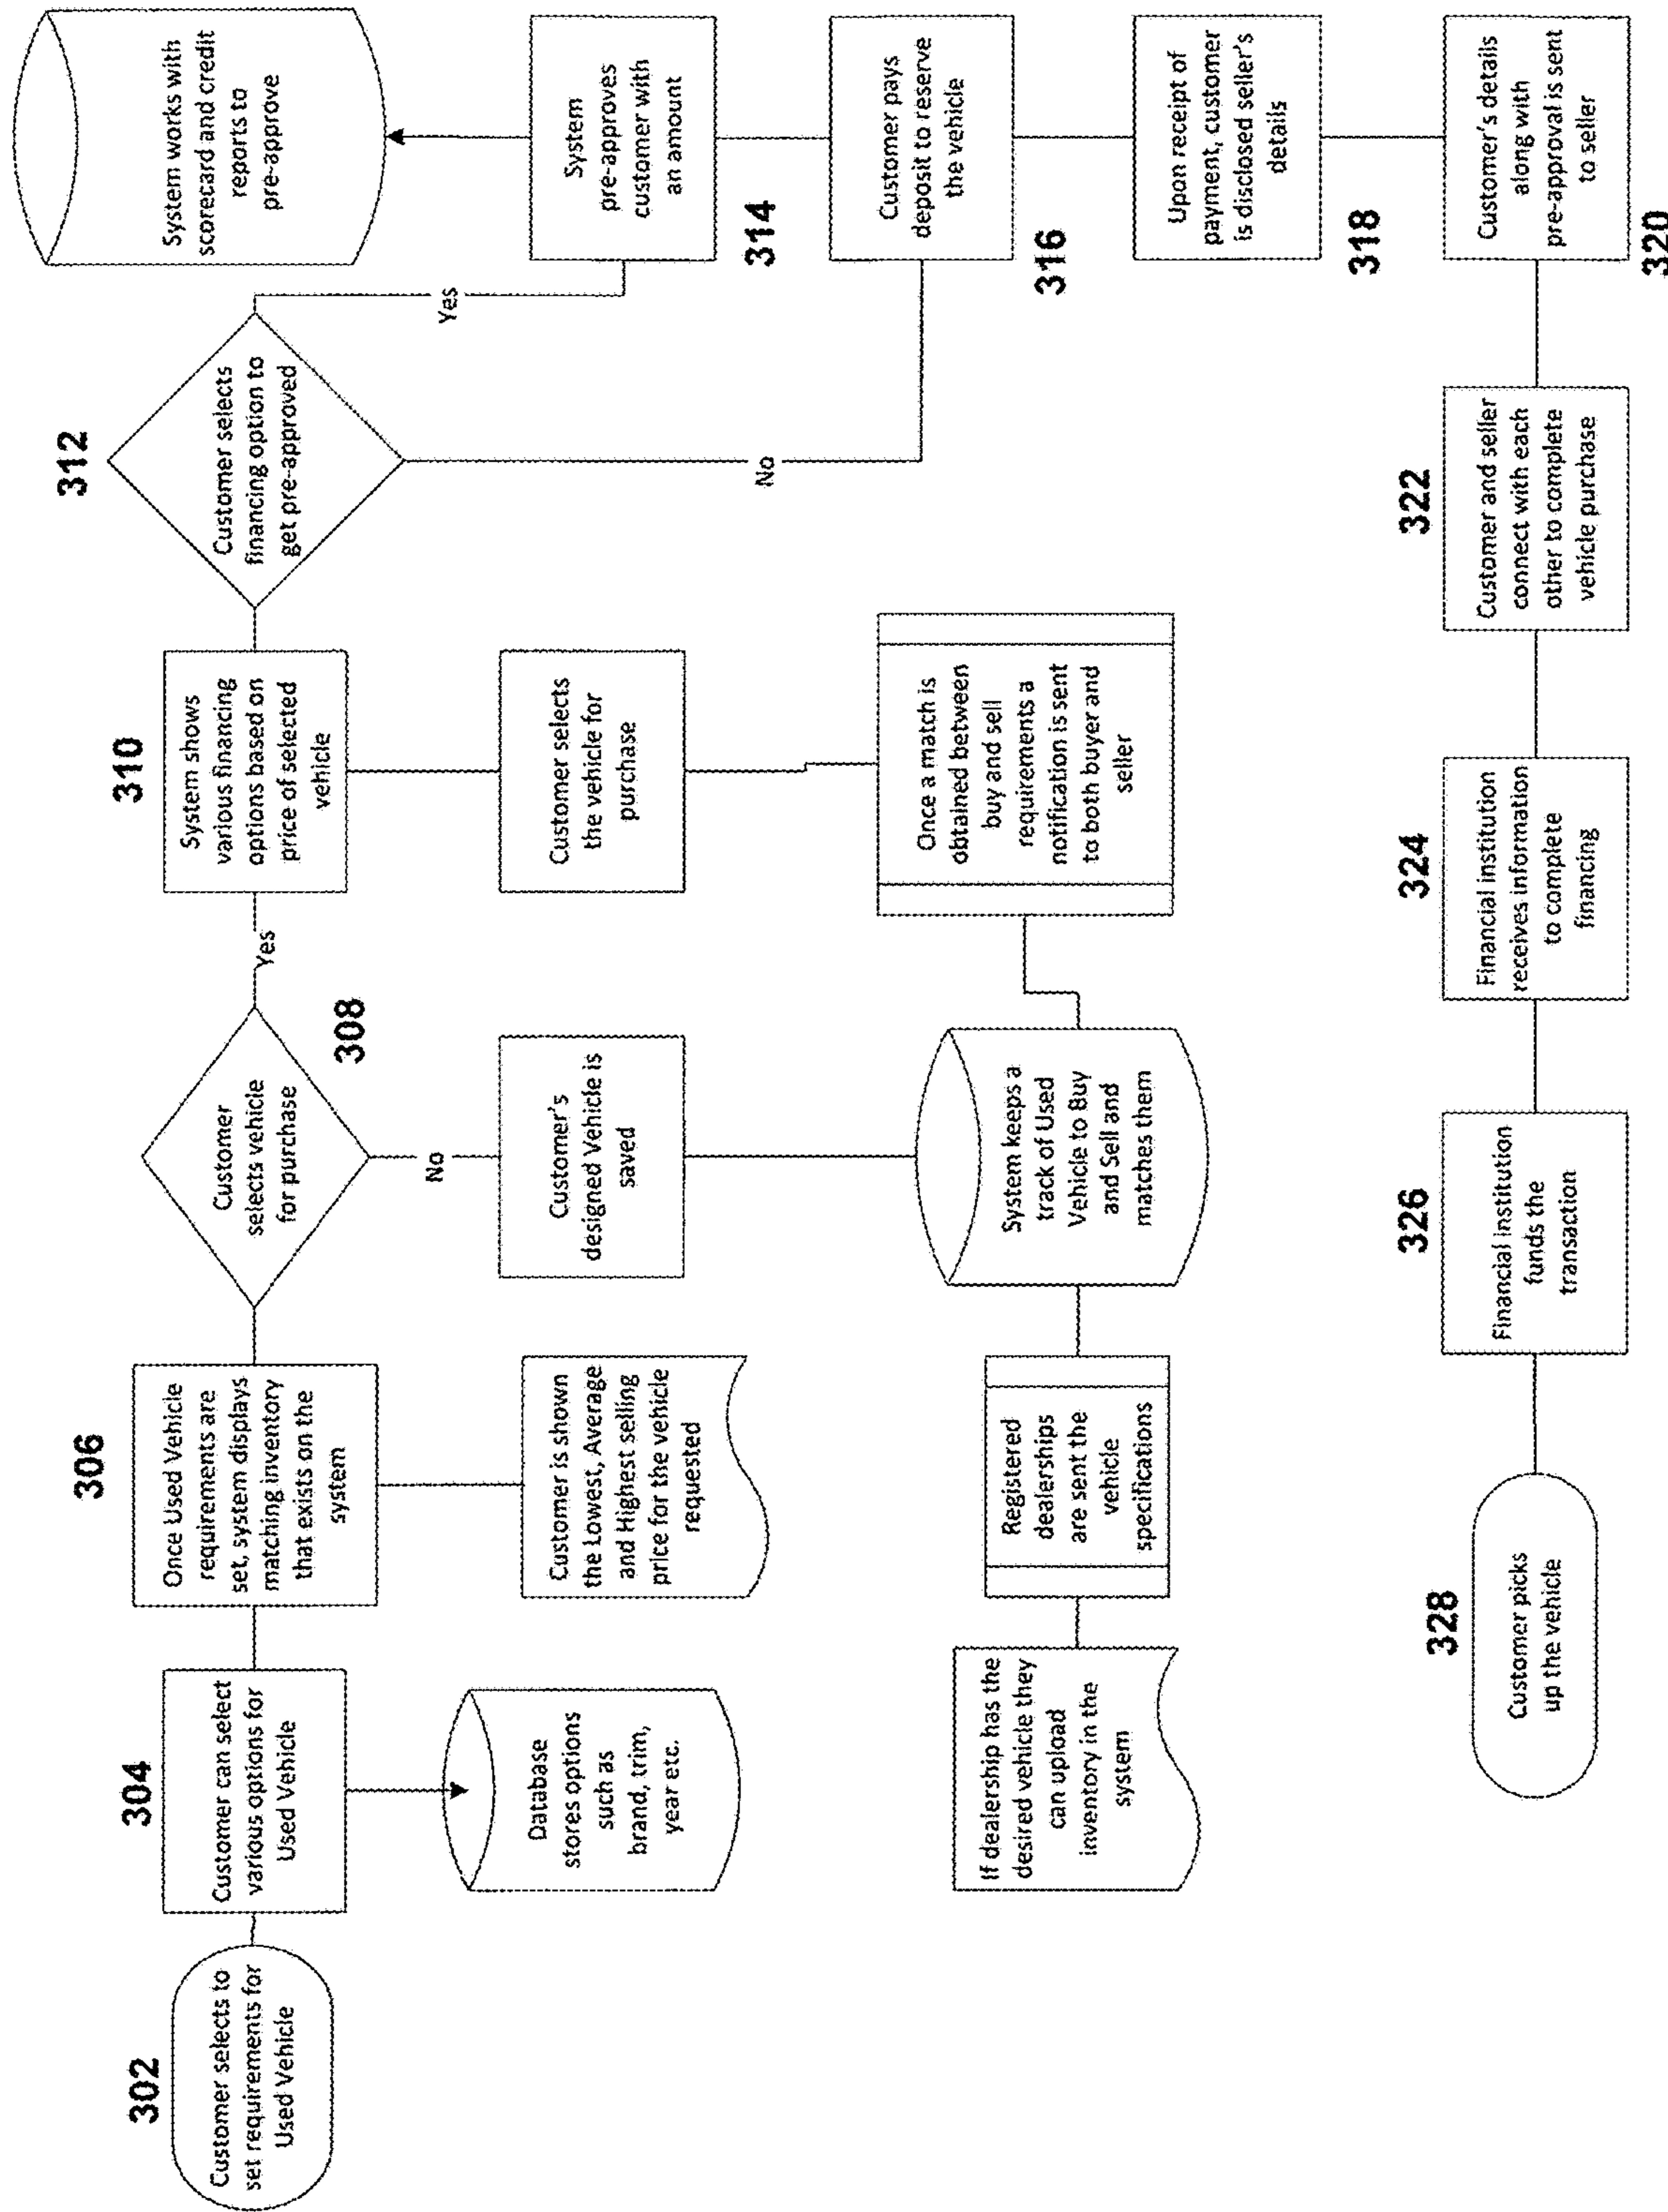 302
Customer selects to
set requirements for
Used Vehicle
304
Customer can select
various options for
Used Vehicle
Database
stores options
such as
brand, trim,
year etc.
306
Once Used Vehicle
requirements are
set, system displays
matching inventory
that exists on the
system
Customer is shown
the Lowest, Average
and Highest selling
price for the vehicle
requested
308
Customer
selects vehicle
for purchase
Yes
No
Customer's
designed Vehicle is
saved
System keeps a
track of Used
Vehicle to Buy
and Sell and
matches them
Registered
dealerships
are sent the
vehicle
specifications
If dealership has the
desired vehicle they
can upload
inventory in the
system
310
System shows
various financing
options based on
price of selected
vehicle
Customer selects
the vehicle for
purchase
Once a match is
obtained between
buy and sell
requirements a
notification is sent
to both buyer and
seller
312
Customer selects
financing option to
get pre-approved
Yes
No
System works with
scorecard and credit
reports to
pre-approve
System
pre-approves
customer with
an amount
314
Customer pays
deposit to reserve
the vehicle
316
Upon receipt of
payment, customer
is disclosed seller's
details
318
Customer's details
along with
pre-approval is sent
to seller
320
322
Customer and seller
connect with each
other to complete
vehicle purchase
324
Financial institution
receives information
to complete
financing
326
Financial institution
funds the
transaction
328
Customer picks
up the vehicle